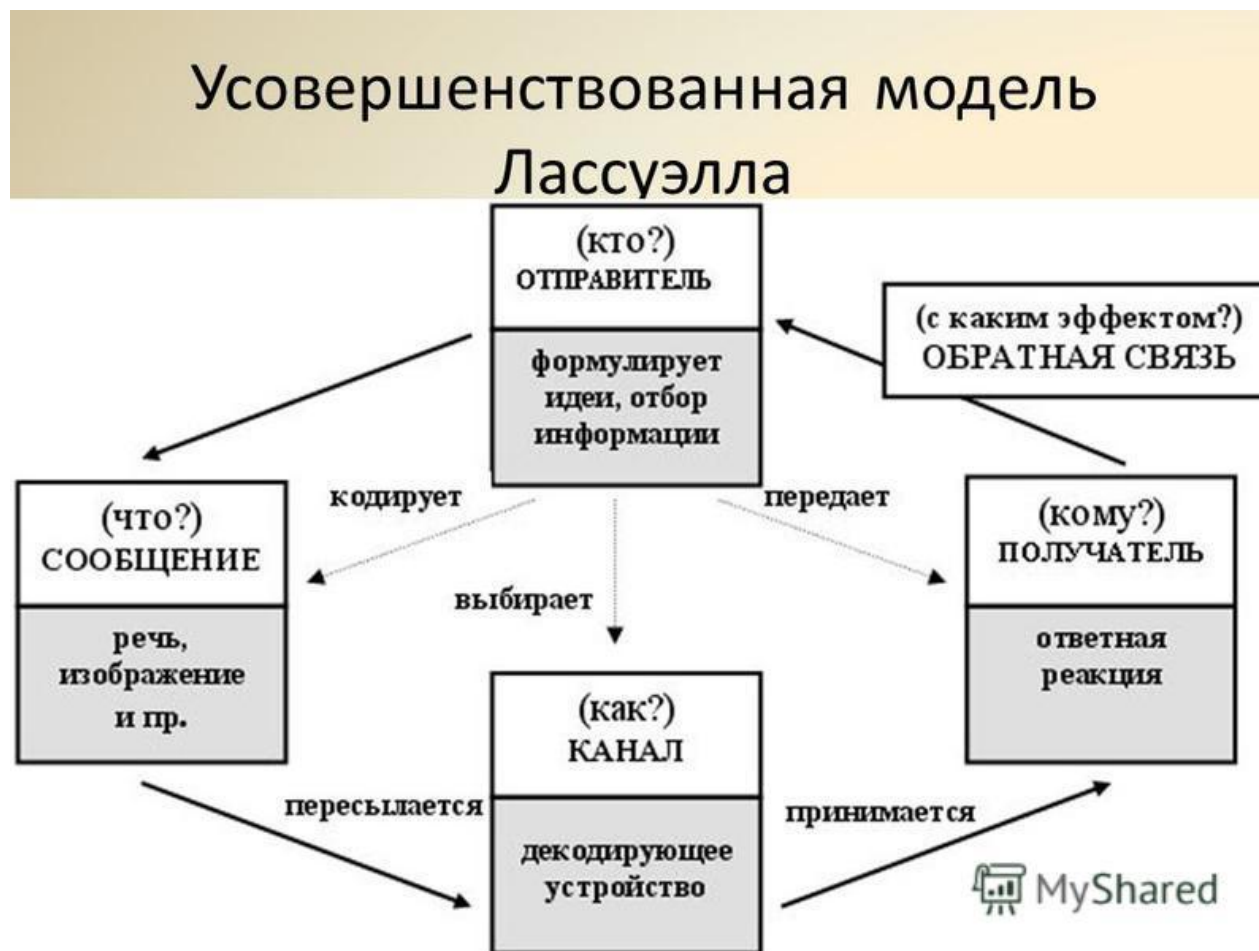 Усовершенствованная модель
Лассуэлла
(кто?)
ОТПРАВИТЕЛЬ
формулирует
идеи, отбор
информации
(с каким эффектом?)
ОБРАТНАЯ СВЯЗЬ
кодирует
передает
выбирает
(что?)
СООБЩЕНИЕ
речь,
изображение
и пр.
(кому?)
ПОЛУЧАТЕЛЬ
ответная
реакция
(как?)
КАНАЛ
декодирующее
устройство
пересылается
принимается
MyShared